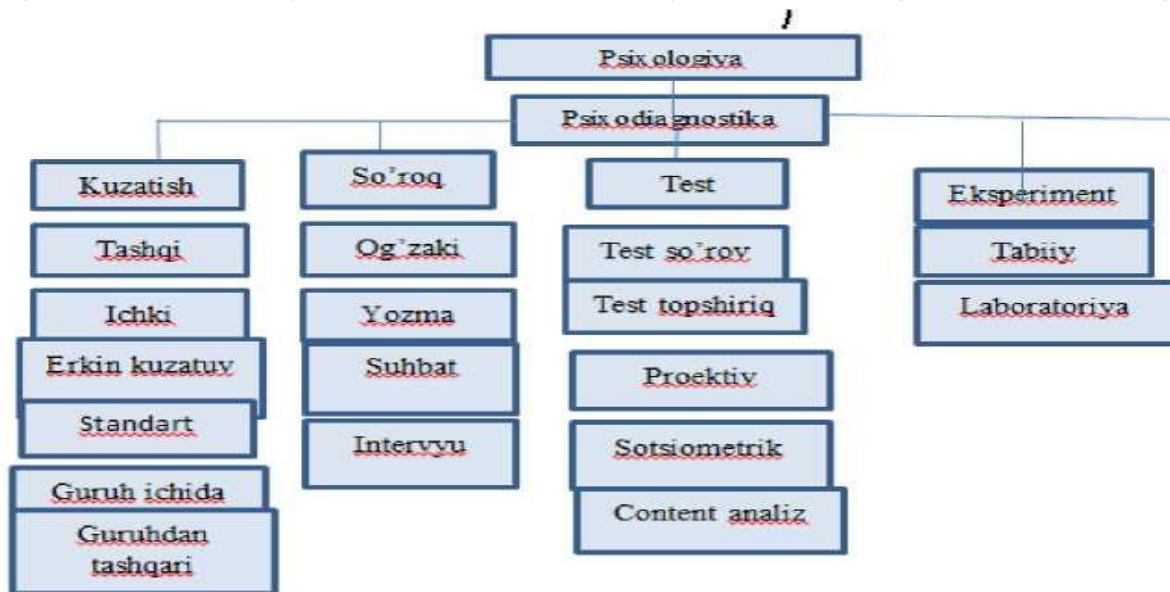 Psixologiya
Psixodiagnostika
Kuzatish
Tashqi
Ichki
Erkin kuzatuv
Standart
Guruh ichida
Guruhdan
tashqari
So’roq
Og’zaki
Yozma
Suhbat
Intervyu
Test
Test so’rov
Test topshiriq
Proektiv
Sotsiometrik
Content analiz
Eksperiment
Tabiiy
Laboratoriya